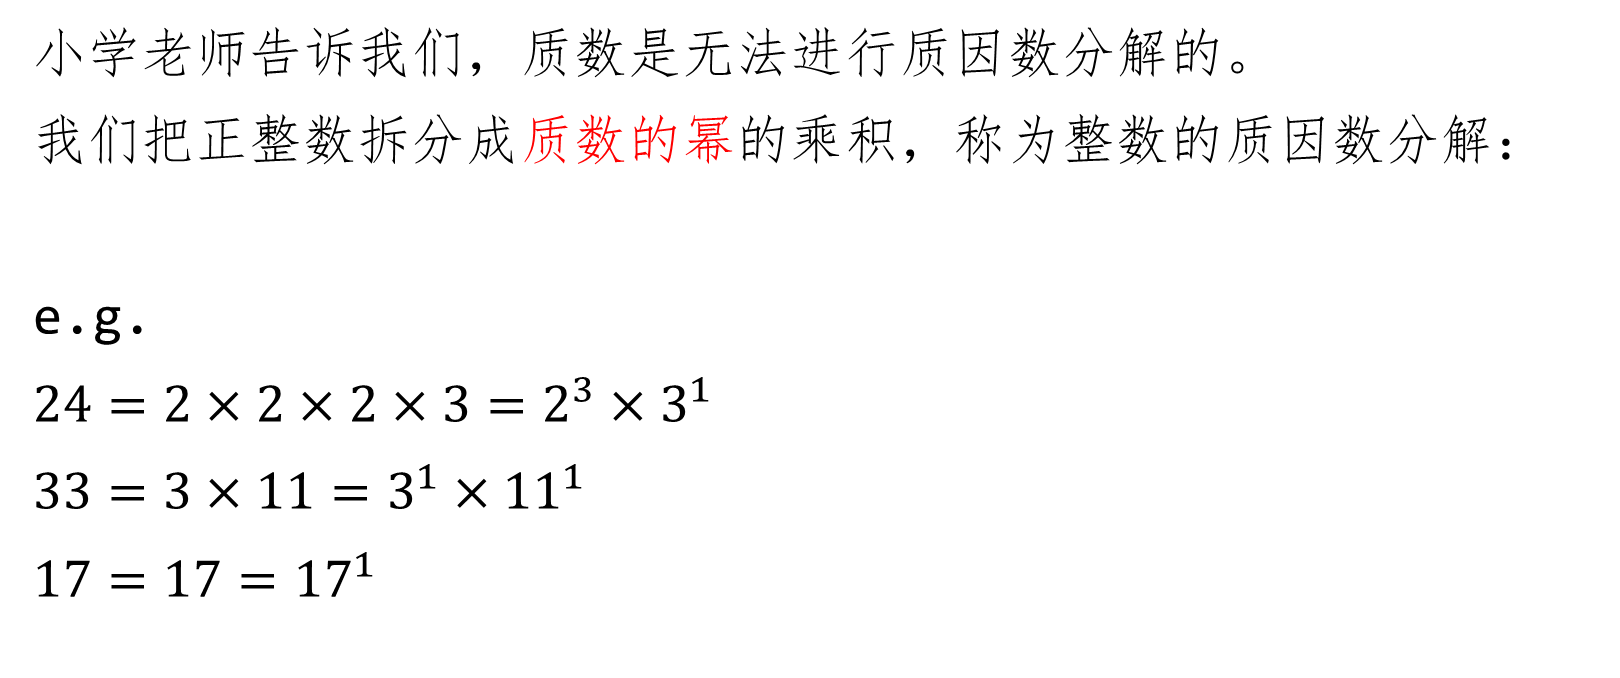 小学老师告诉我们，质数是无法进行质因数分解的。
我们把正整数拆分成质数的幂的乘积，称为整数的质因数分解：
e.g.
24 = 2 × 2 × 2 × 3 = 2³ × 3¹
33 = 3 × 11 = 3¹ × 11¹
17 = 17 = 17¹